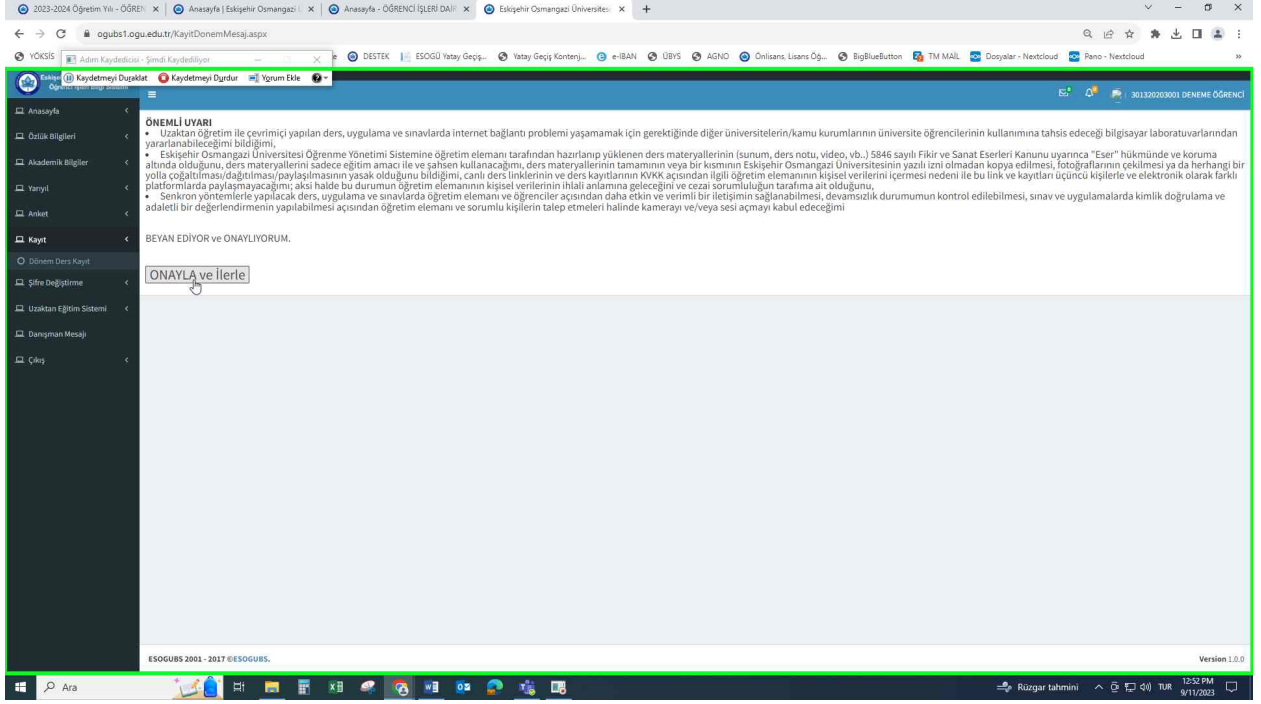 2023-2024 Öğretim Yılı - ÖĞREN
Anasayfa | Eskişehir Osmangazi Ü
Anasayfa - ÖĞRENCİ İŞLERİ DAİR
Eskişehir Osmangazi Üniversites
ogubs1.ogu.edu.tr/KayitDonemMesaj.aspx
YÖKSİS
Adım Kaydedicisi - Şimdi Kaydediliyor
DESTEK
ESOGÜ Yatay Geçiş...
Yatay Geçiş Kontenj...
e-IBAN
ÜBYS
AGNO
Önlisans, Lisans Öğ...
BigBlueButton
TM MAİL
Dosyalar - Nextcloud
Pano - Nextcloud
»
Kaydetmeyi Duraklat
Kaydetmeyi Durdur
Yorum Ekle
301320203001 DENEME ÖĞRENCİ
Anasayfa
Özlük Bilgileri
Akademik Bilgiler
Yarıyıl
Anket
Kayıt
Dönem Ders Kayıt
Şifre Değiştirme
Uzaktan Eğitim Sistemi
Danışman Mesajı
Çıkış
ÖNEMLİ UYARI
• Uzaktan öğretim ile çevrimiçi yapılan ders, uygulama ve sınavlarda internet bağlantı problemi yaşamamak için gerektiğinde diğer üniversitelerin/kamu kurumlarının üniversite öğrencilerinin kullanımına tahsis edeceği bilgisayar laboratuvarlarından
yararlanabileceğimi bildiğimi,
• Eskişehir Osmangazi Üniversitesi Öğrenme Yönetimi Sistemine öğretim elemanı tarafından hazırlanıp yüklenen ders materyallerinin (sunum, ders notu, video, vb..) 5846 sayılı Fikir ve Sanat Eserleri Kanunu uyarınca "Eser" hükmünde ve koruma
altında olduğunu, ders materyallerini sadece eğitim amacı ile ve şahsen kullanacağımı, ders materyallerinin tamamının veya bir kısmının Eskişehir Osmangazi Üniversitesinin yazılı izni olmadan kopya edilmesi, fotoğraflarının çekilmesi ya da herhangi bir
yolla çoğaltılması/dağıtılması/paylaşılmasının yasak olduğunu bildiğimi, canlı ders linklerinin ve ders kayıtlarının KVKK açısından ilgili öğretim elemanının kişisel verilerini içermesi nedeni ile bu link ve kayıtları üçüncü kişilerle ve elektronik olarak farklı
platformlarda paylaşmayacağımı; aksi halde bu durumun öğretim elemanının kişisel verilerinin ihlali anlamına geleceğini ve cezai sorumluluğun tarafıma ait olduğunu,
• Senkron yöntemlerle yapılacak ders, uygulama ve sınavlarda öğretim elemanı ve öğrenciler açısından daha etkin ve verimli bir iletişimin sağlanabilmesi, devamsızlık durumumun kontrol edilebilmesi, sınav ve uygulamalarda kimlik doğrulama ve
adaletli bir değerlendirmenin yapılabilmesi açısından öğretim elemanı ve sorumlu kişilerin talep etmeleri halinde kamerayı ve/veya sesi açmayı kabul edeceğimi
BEYAN EDİYOR ve ONAYLIYORUM.
ONAYLA ve İlerle
ESOGUBS 2001 - 2017 ©ESOGUBS.
Version 1.0.0
Ara
Rüzgar tahmini
TUR
12:52 PM
9/11/2023